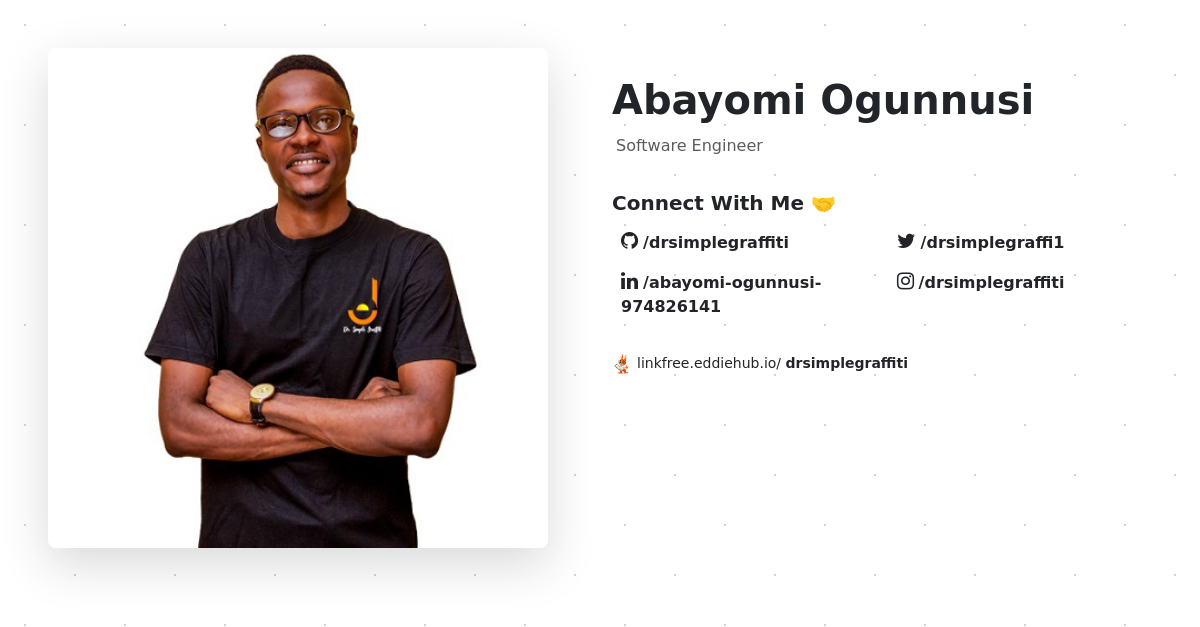 Abayomi Ogunnusi
Software Engineer
Connect With Me 🤝
/drsimplegraffiti
/drsimplegraffi1
/abayomi-ogunnusi-
974826141
/drsimplegraffiti
linkfree.eddiehub.io/ drsimplegraffiti